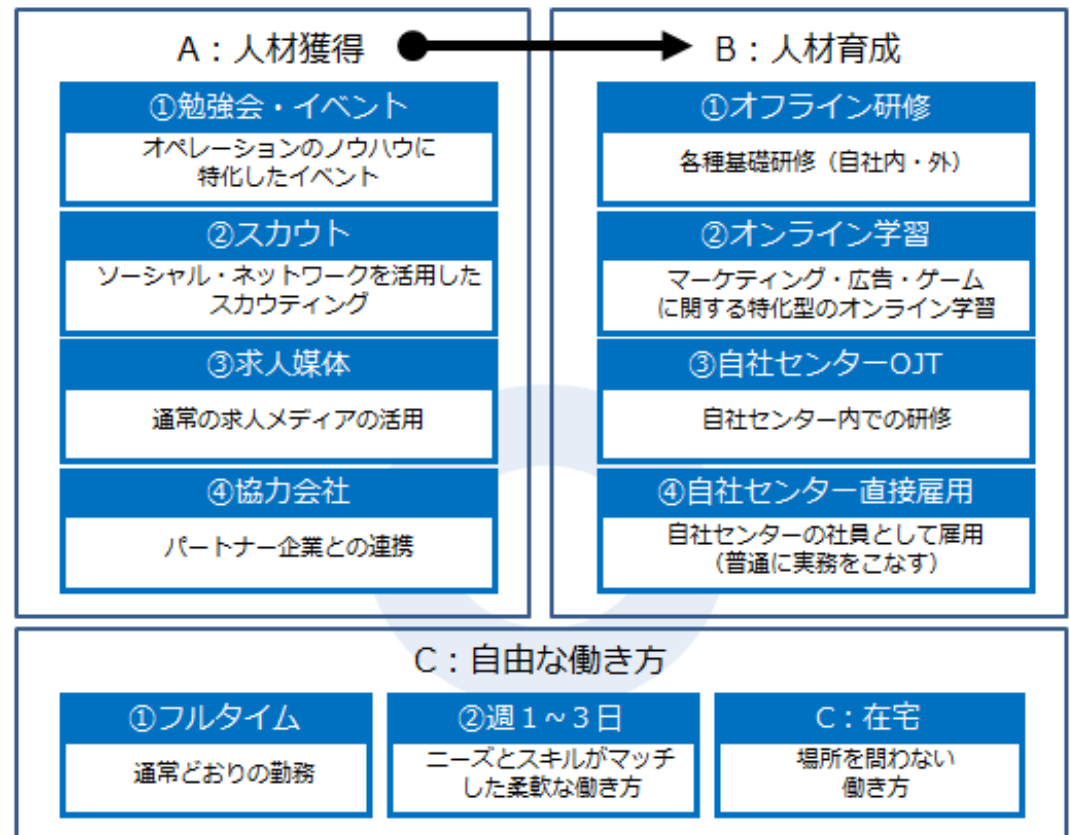 A：人材獲得
①勉強会・イベント
オペレーションのノウハウに
特化したイベント
②スカウト
ソーシャル・ネットワークを活用した
スカウティング
③求人媒体
通常の求人メディアの活用
④協力会社
パートナー企業との連携
B：人材育成
①オフライン研修
各種基礎研修（自社内・外）
②オンライン学習
マーケティング・広告・ゲーム
に関する特化型のオンライン学習
③自社センターOJT
自社センター内での研修
④自社センター直接雇用
自社センターの社員として雇用
（普通に実務をこなす）
C：自由な働き方
①フルタイム
通常どおりの勤務
②週１～３日
ニーズとスキルがマッチ
した柔軟な働き方
C：在宅
場所を問わない
働き方